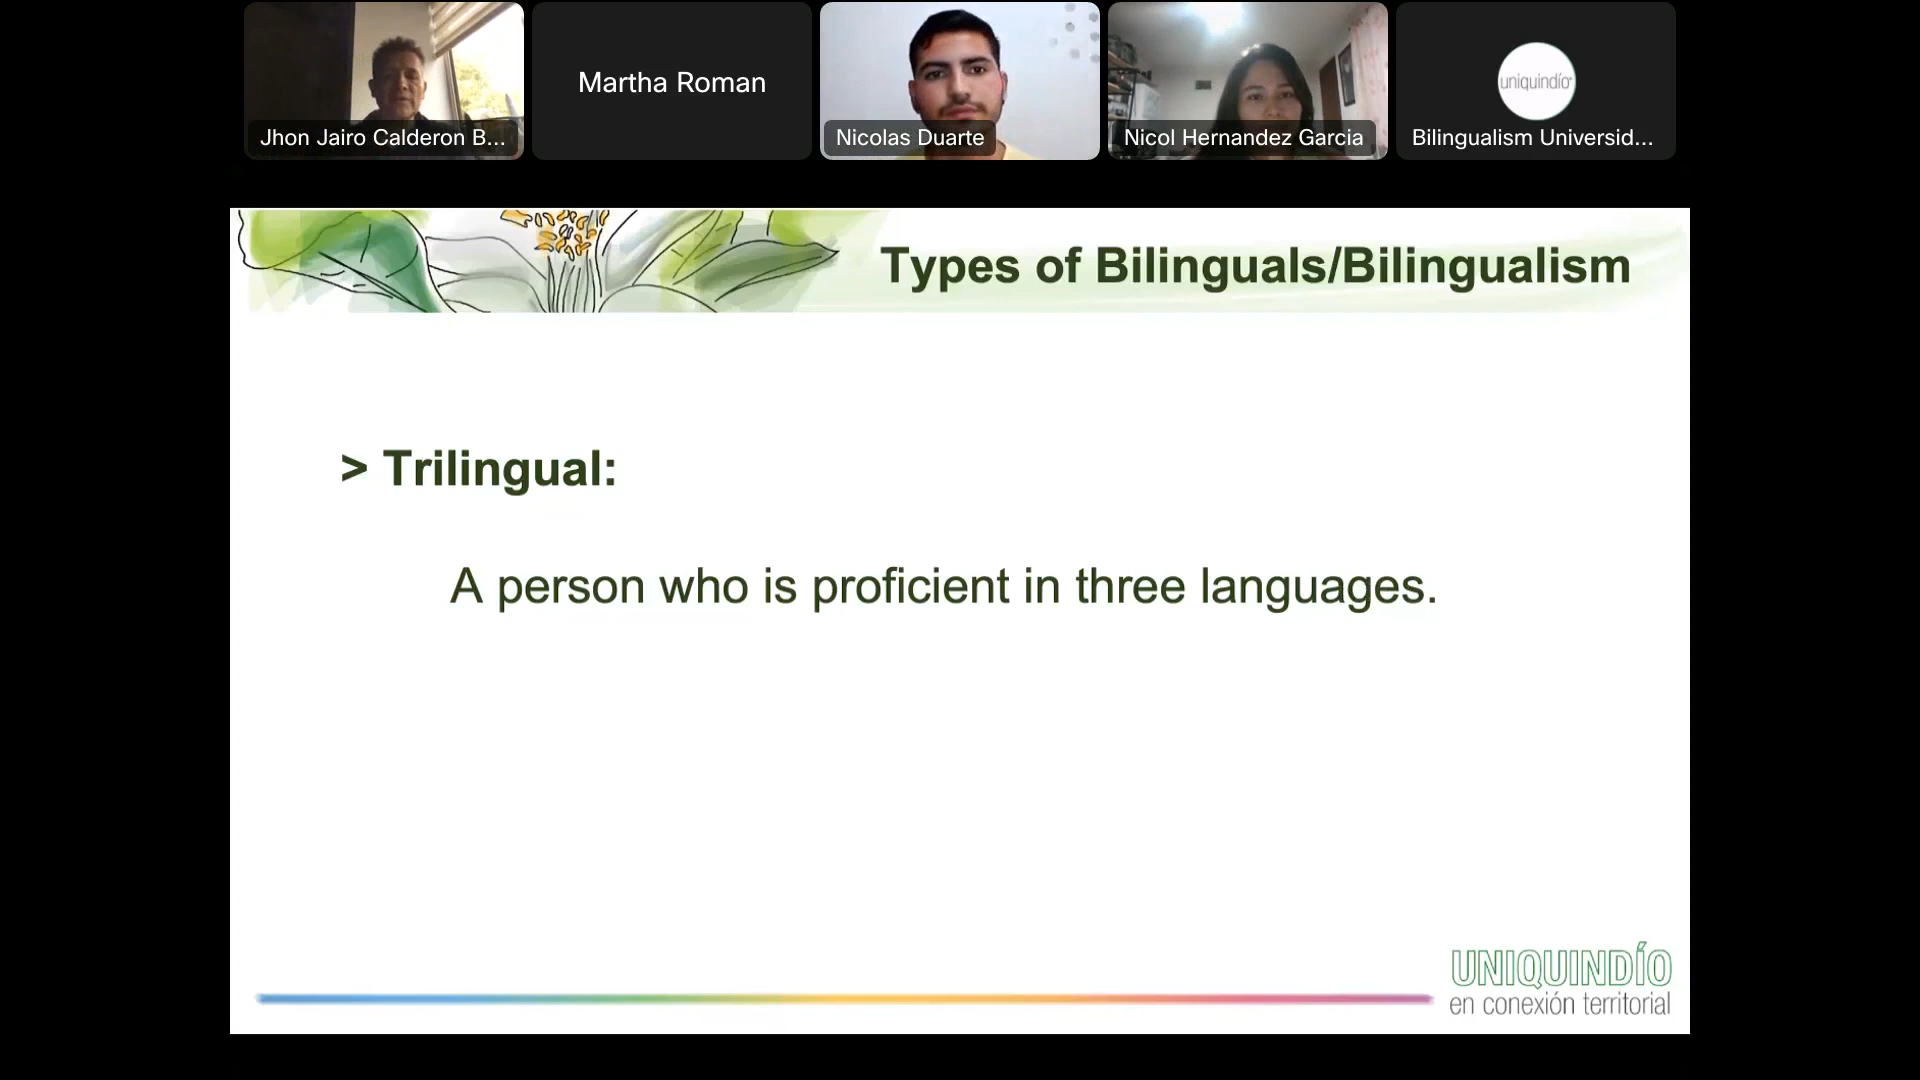 Martha Roman
uniquindío
Jhon Jairo Calderon B...
Nicolas Duarte
Nicol Hernandez Garcia
Bilingualism Universid...
Types of Bilinguals/Bilingualism
> Trilingual:
A person who is proficient in three languages.
UNIQUINDÍO
en conexión territorial